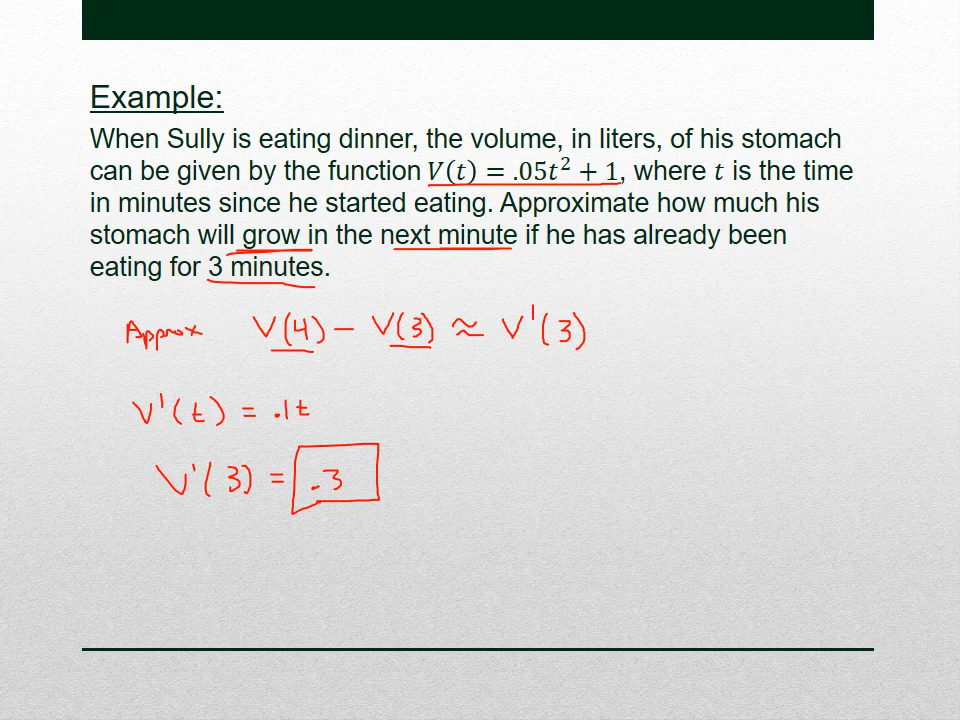 Example:
When Sully is eating dinner, the volume, in liters, of his stomach
can be given by the function V(t) = .05t² + 1, where t is the time
in minutes since he started eating. Approximate how much his
stomach will grow in the next minute if he has already been
eating for 3 minutes.
Approx V(4) − V(3) ≈ V'(3)
V'(t) = .1t
V'(3) = .3